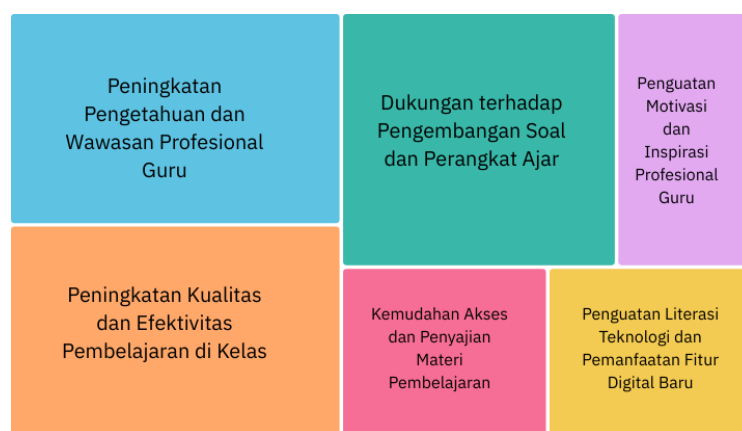 Peningkatan
Pengetahuan dan
Wawasan Profesional
Guru
Dukungan terhadap
Pengembangan Soal
dan Perangkat Ajar
Penguatan
Motivasi
dan
Inspirasi
Profesional
Guru
Peningkatan Kualitas
dan Efektivitas
Pembelajaran di Kelas
Kemudahan Akses
dan Penyajian
Materi
Pembelajaran
Penguatan Literasi
Teknologi dan
Pemanfaatan Fitur
Digital Baru